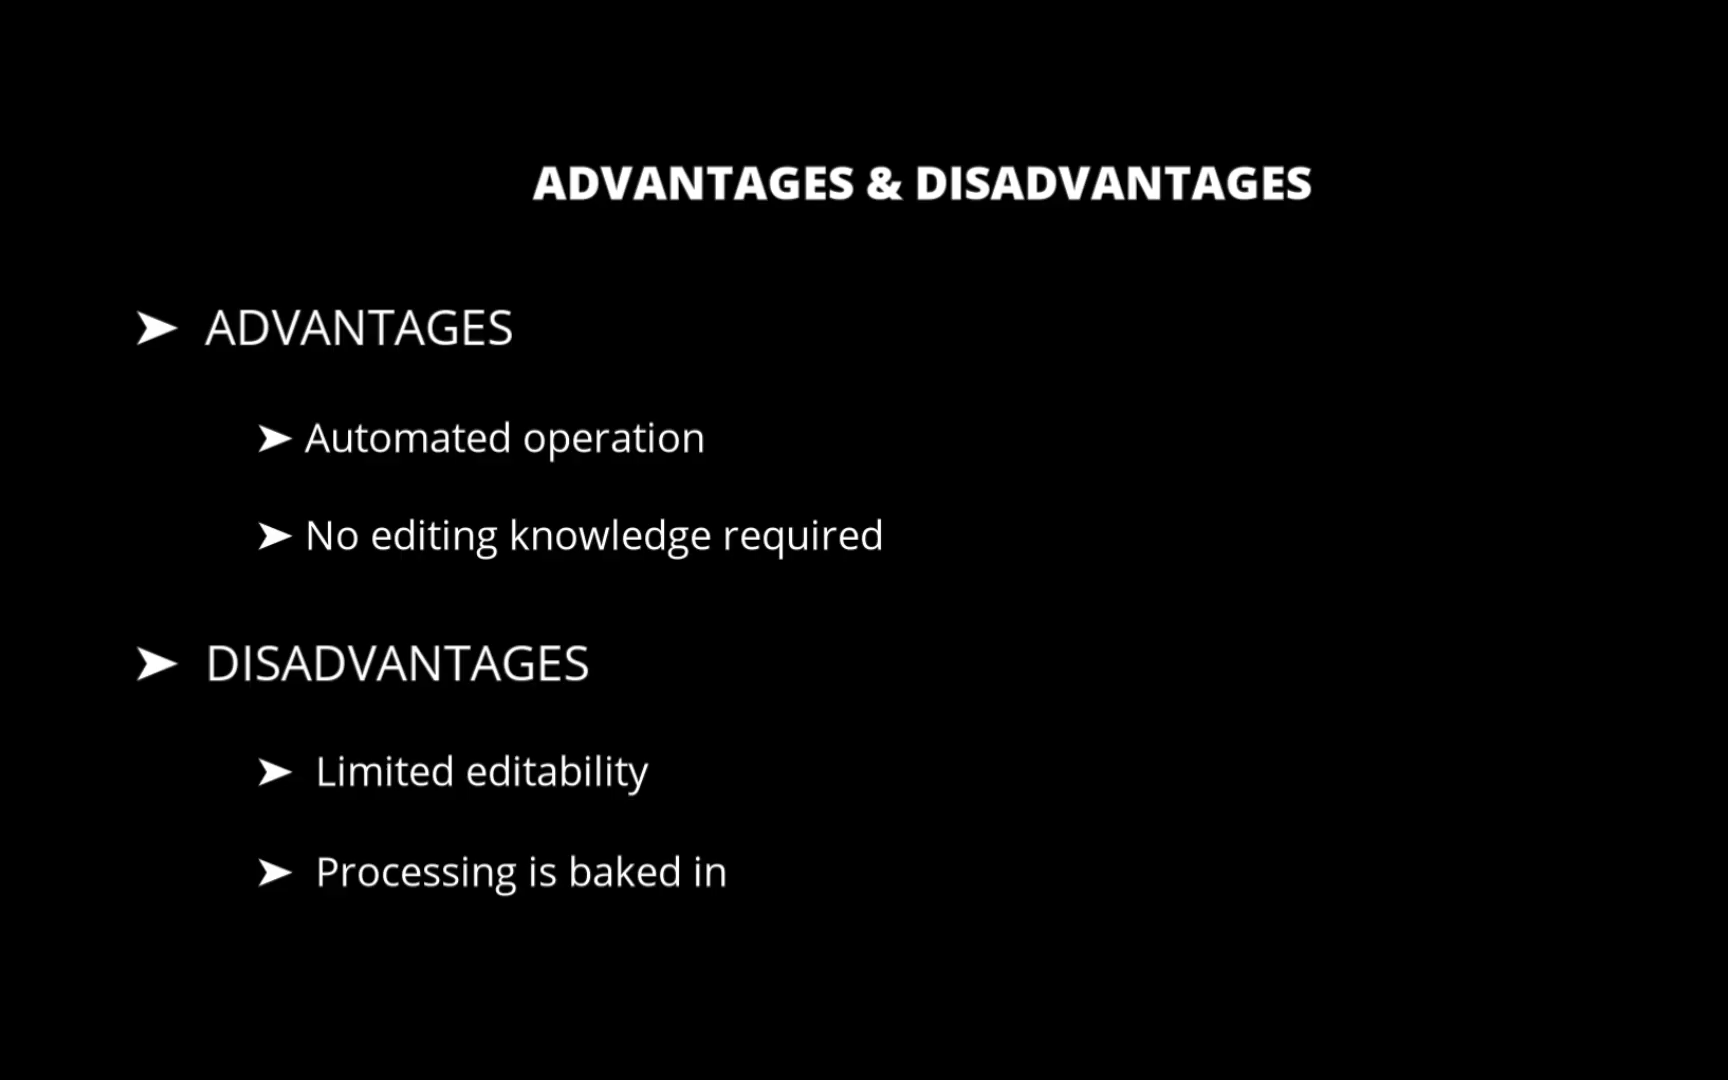 ADVANTAGES & DISADVANTAGES
➤ ADVANTAGES
➤ Automated operation
➤ No editing knowledge required
➤ DISADVANTAGES
➤ Limited editability
➤ Processing is baked in